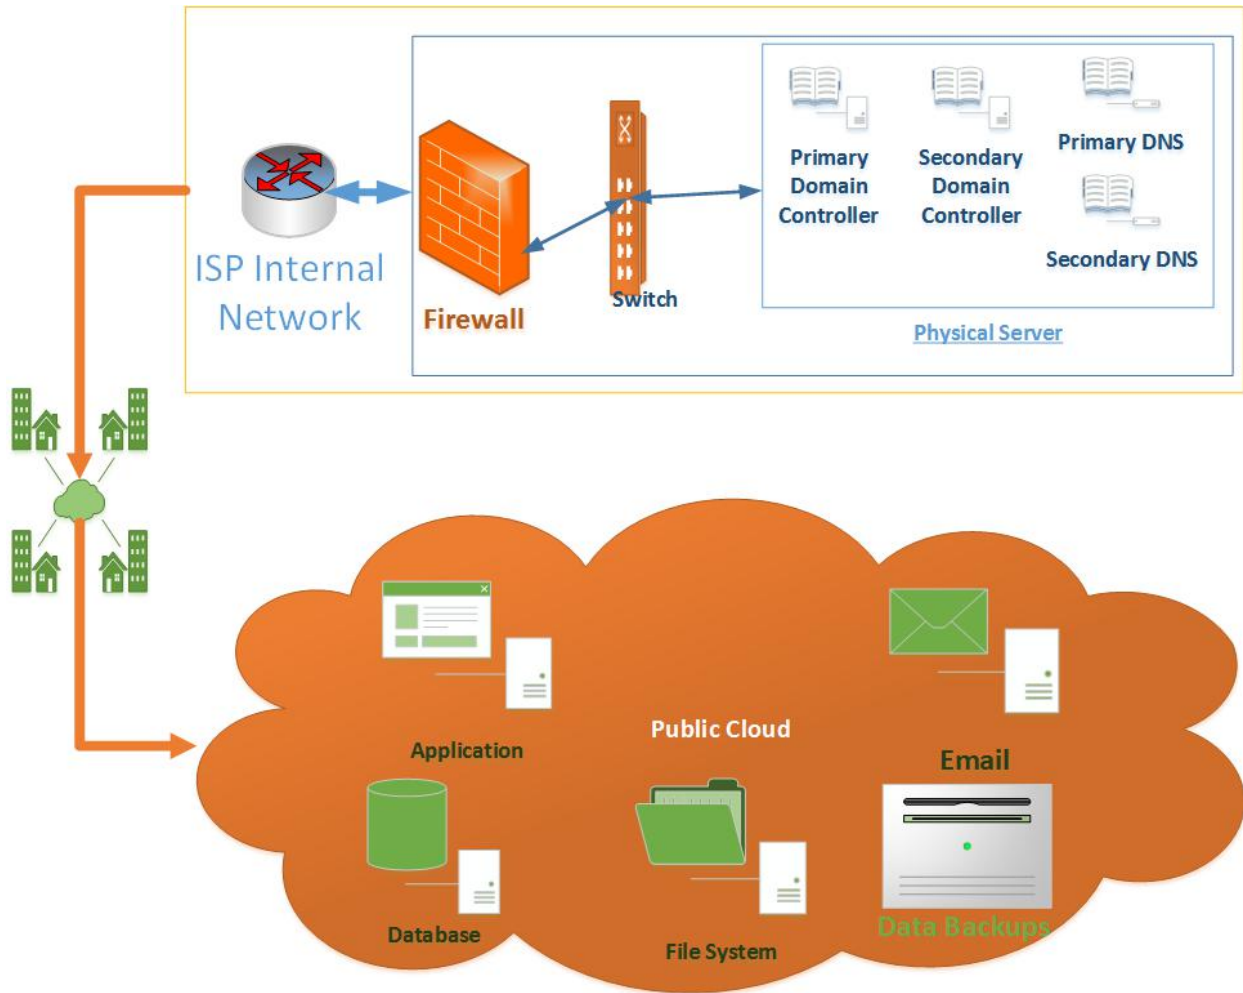 ISP Internal
Network
Firewall
Switch
Primary
Domain
Controller
Secondary
Domain
Controller
Primary DNS
Secondary DNS
Physical Server
Application
Public Cloud
Email
Database
File System
Data Backups